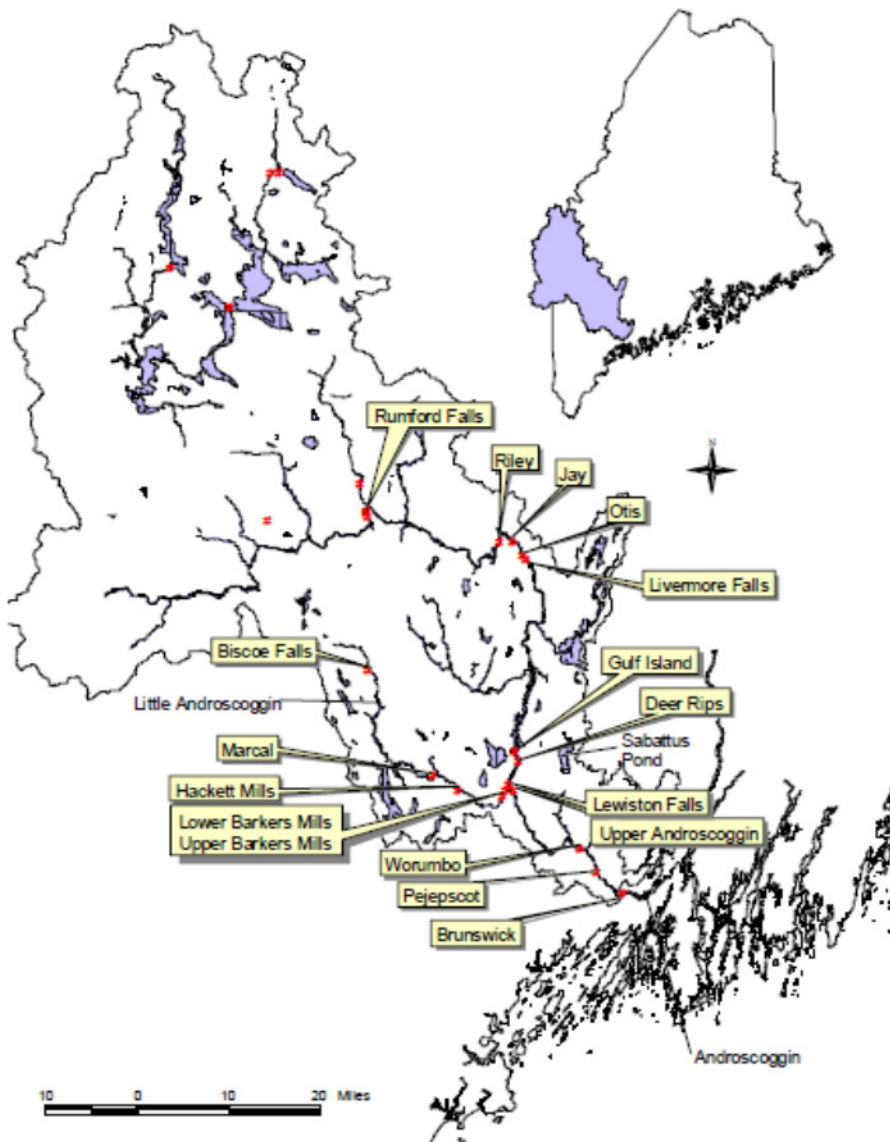 Rumford Falls
Riley
Jay
N
Otis
Livermore Falls
Biscoe Falls
Gulf Island
Little Androscoggin
Deer Rips
Sabattus
Pond
Marcal
Hackett Mills
Lewiston Falls
Lower Barkers Mills
Upper Barkers Mills
Upper Androscoggin
Worumbo
Pejepscot
Brunswick
Androscoggin
10 0 10 20 Miles